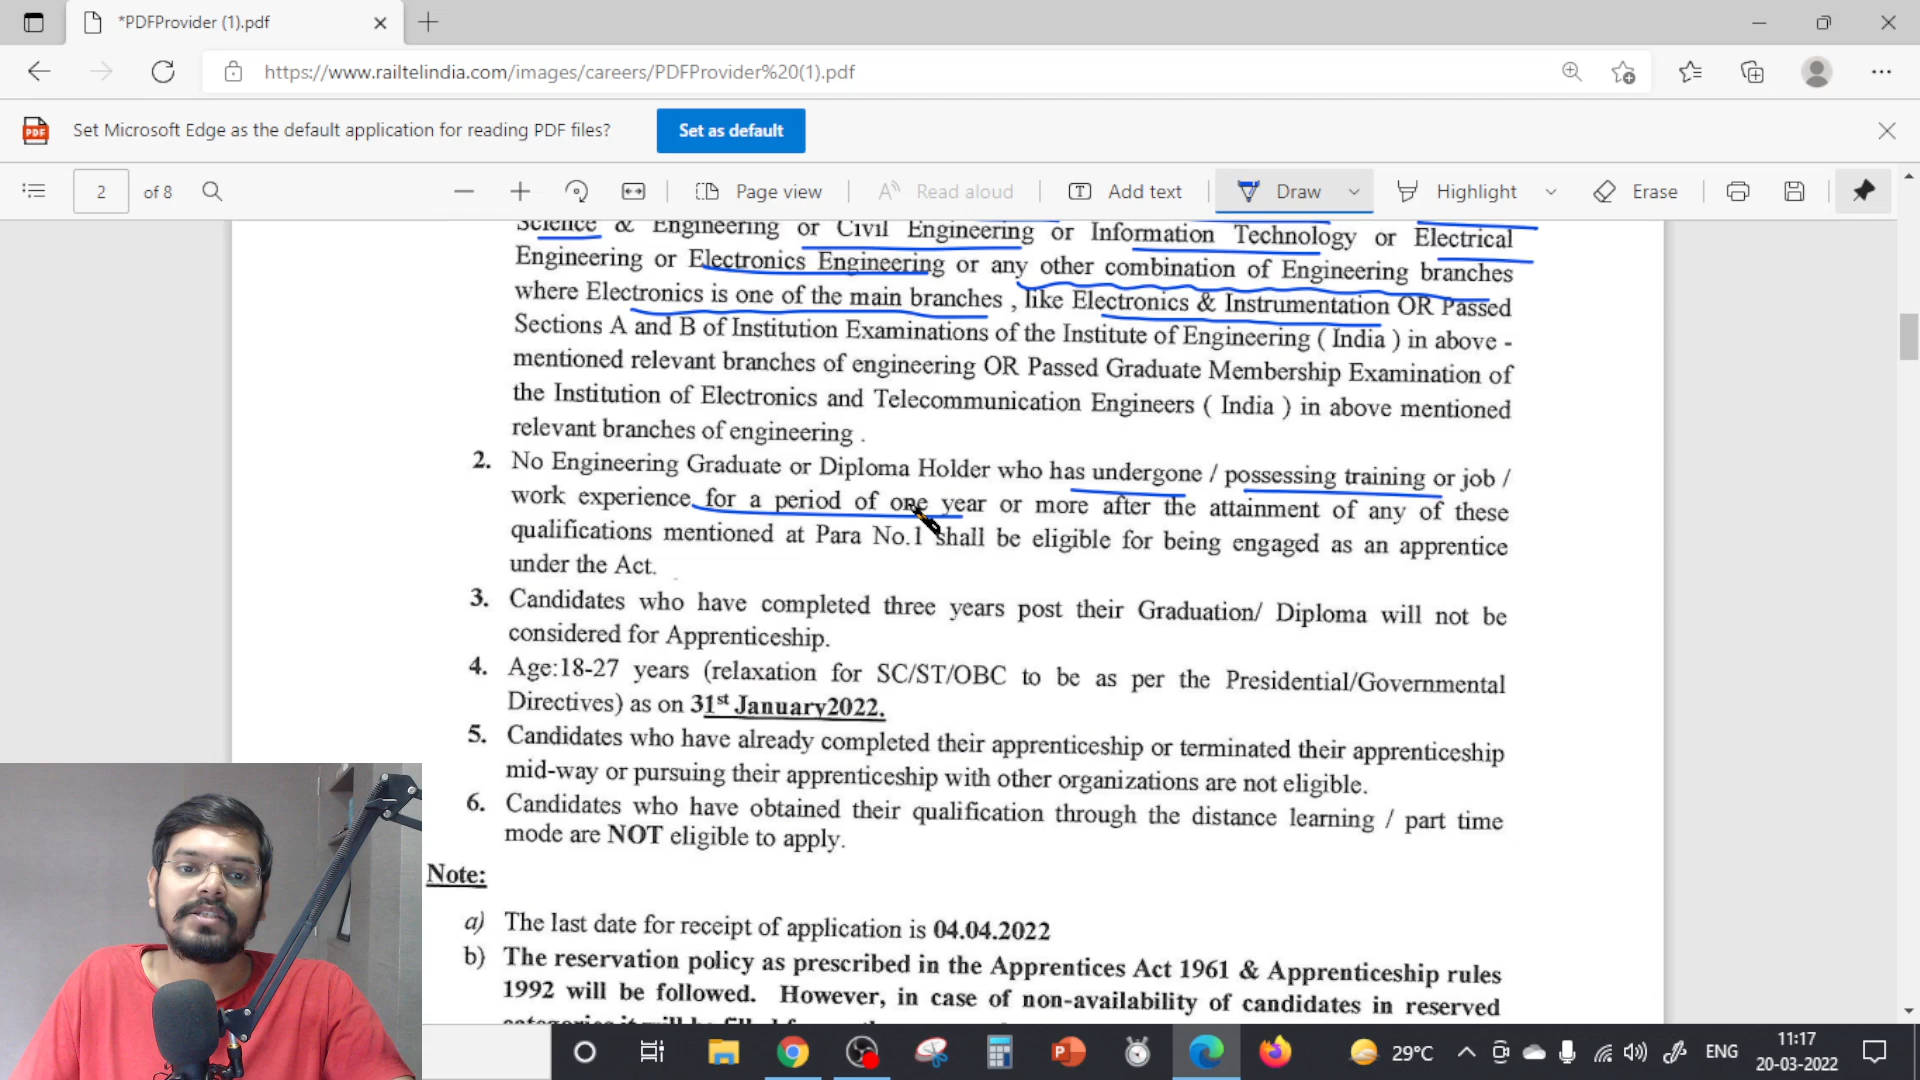 *PDFProvider (1).pdf
https://www.railtelindia.com/images/careers/PDFProvider%20(1).pdf
PDF
Set Microsoft Edge as the default application for reading PDF files?
Set as default
2 of 8
Page view
Read aloud
Add text
Draw
Highlight
Erase
Science & Engineering or Civil Engineering or Information Technology or Electrical
Engineering or Electronics Engineering or any other combination of Engineering branches
where Electronics is one of the main branches , like Electronics & Instrumentation OR Passed
Sections A and B of Institution Examinations of the Institute of Engineering ( India ) in above -
mentioned relevant branches of engineering OR Passed Graduate Membership Examination of
the Institution of Electronics and Telecommunication Engineers ( India ) in above mentioned
relevant branches of engineering .
2. No Engineering Graduate or Diploma Holder who has undergone / possessing training or job /
work experience for a period of one year or more after the attainment of any of these
qualifications mentioned at Para No.1 shall be eligible for being engaged as an apprentice
under the Act.
3. Candidates who have completed three years post their Graduation/ Diploma will not be
considered for Apprenticeship.
4. Age:18-27 years (relaxation for SC/ST/OBC to be as per the Presidential/Governmental
Directives) as on 31st January2022.
5. Candidates who have already completed their apprenticeship or terminated their apprenticeship
mid-way or pursuing their apprenticeship with other organizations are not eligible.
6. Candidates who have obtained their qualification through the distance learning / part time
mode are NOT eligible to apply.
Note:
a) The last date for receipt of application is 04.04.2022
b) The reservation policy as prescribed in the Apprentices Act 1961 & Apprenticeship rules
1992 will be followed. However, in case of non-availability of candidates in reserved
29°C
ENG
11:17
20-03-2022